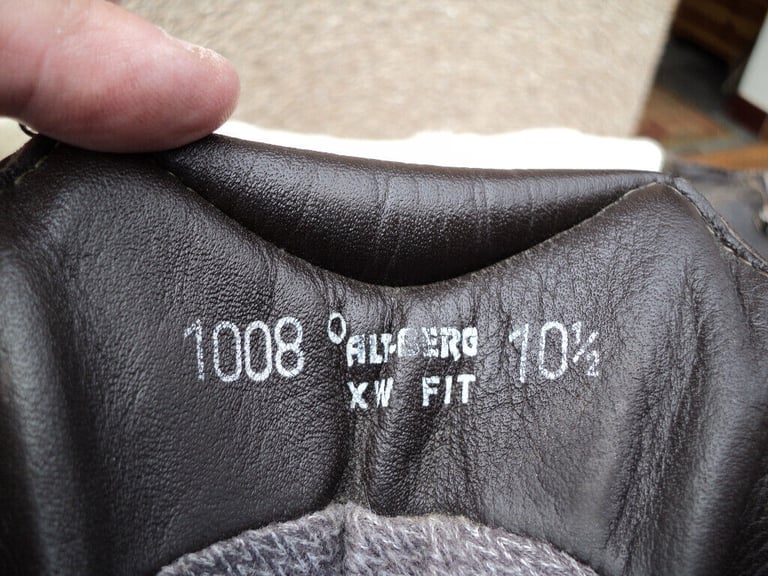 1008 ALT-BERG 10½
XW FIT